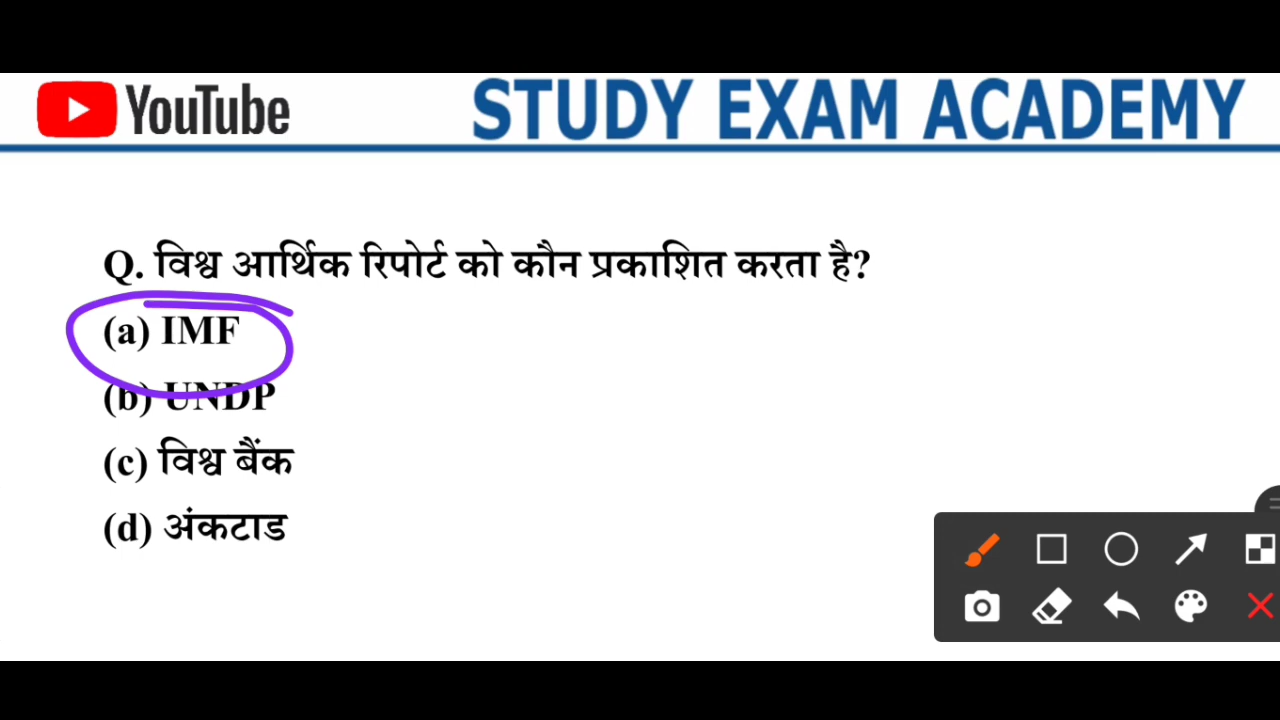 YouTube STUDY EXAM ACADEMY
Q. विश्व आर्थिक रिपोर्ट को कौन प्रकाशित करता है?
(a) IMF
(b) UNDP
(c) विश्व बैंक
(d) अंकटाड